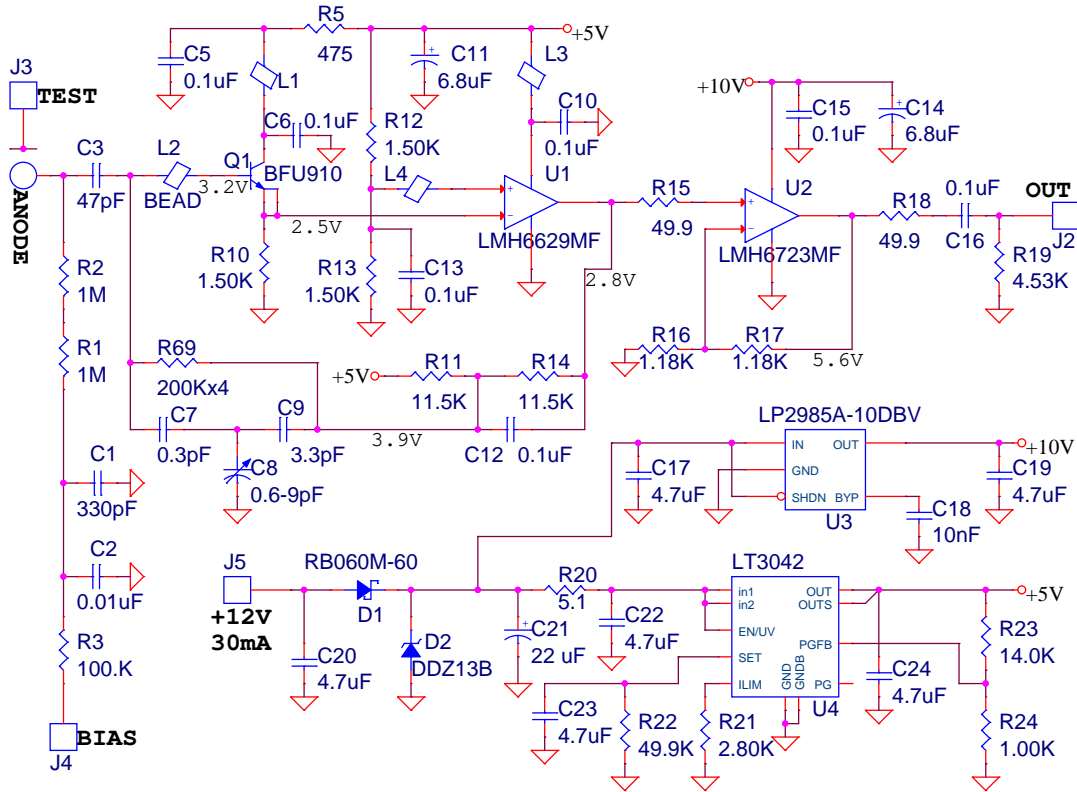 R5
475
+5V
C5
0.1uF
L1
C11
6.8uF
L3
J3
TEST
+10V
C15
0.1uF
C14
6.8uF
C6
0.1uF
R12
1.50K
C10
0.1uF
C3
47pF
L2
BEAD
Q1
BFU910
3.2V
L4
U1
+
-
LMH6629MF
R15
49.9
U2
+
-
LMH6723MF
R18
49.9
0.1uF
C16
OUT
J2
ANODE
2.5V
R10
1.50K
R13
1.50K
C13
0.1uF
2.8V
R19
4.53K
R2
1M
R1
1M
R69
200Kx4
+5V
R11
11.5K
R14
11.5K
R16
1.18K
R17
1.18K
5.6V
C7
0.3pF
C9
3.3pF
3.9V
C12
0.1uF
C8
0.6-9pF
LP2985A-10DBV
IN
OUT
GND
SHDN
BYP
U3
+10V
C17
4.7uF
C19
4.7uF
C18
10nF
C1
330pF
C2
0.01uF
R3
100.K
J4
BIAS
J5
+12V
30mA
RB060M-60
D1
D2
DDZ13B
C20
4.7uF
C21
22 uF
R20
5.1
C22
4.7uF
LT3042
in1
in2
EN/UV
SET
ILIM
OUT
OUTS
PGFB
PG
GND
GNDB
U4
+5V
C23
4.7uF
R22
49.9K
R21
2.80K
C24
4.7uF
R23
14.0K
R24
1.00K